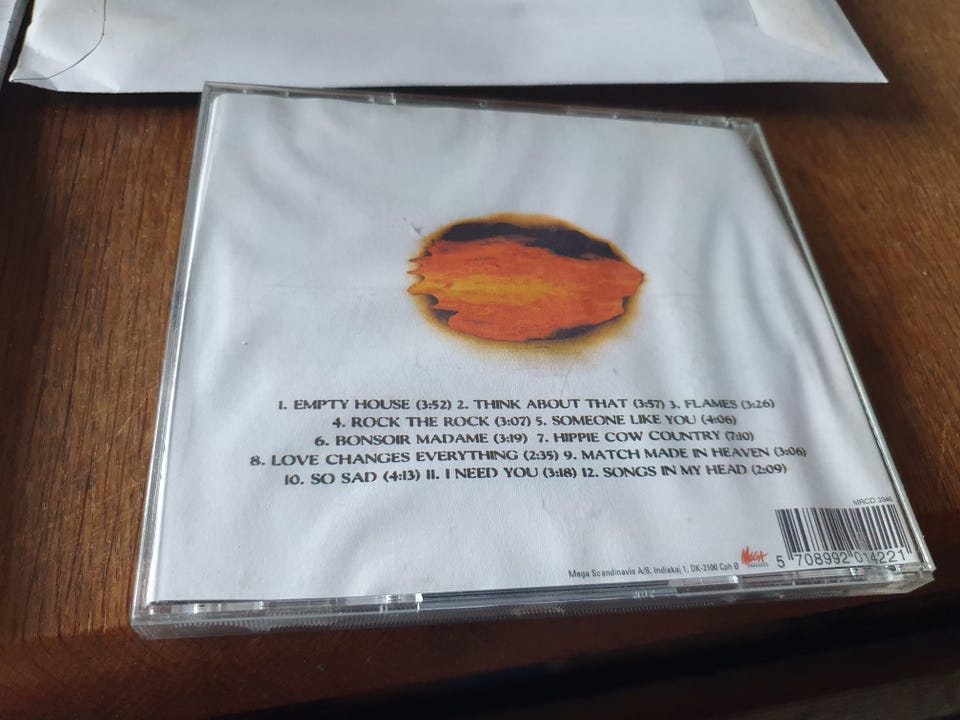 1. EMPTY HOUSE (3:52) 2. THINK ABOUT THAT (3:57) 3. FLAMES (3:26)
4. ROCK THE ROCK (3:07) 5. SOMEONE LIKE YOU (4:06)
6. BONSOIR MADAME (3:19) 7. HIPPIE COW COUNTRY (7:10)
8. LOVE CHANGES EVERYTHING (2:35) 9. MATCH MADE IN HEAVEN (3:06)
10. SO SAD (4:13) 11. I NEED YOU (3:18) 12. SONGS IN MY HEAD (2:09)
MRCD 3348
MEGA
RECORDS
Mega Scandinavia A/S, Indiakaj 1, DK-2100 Cph Ø
5 708992 014221